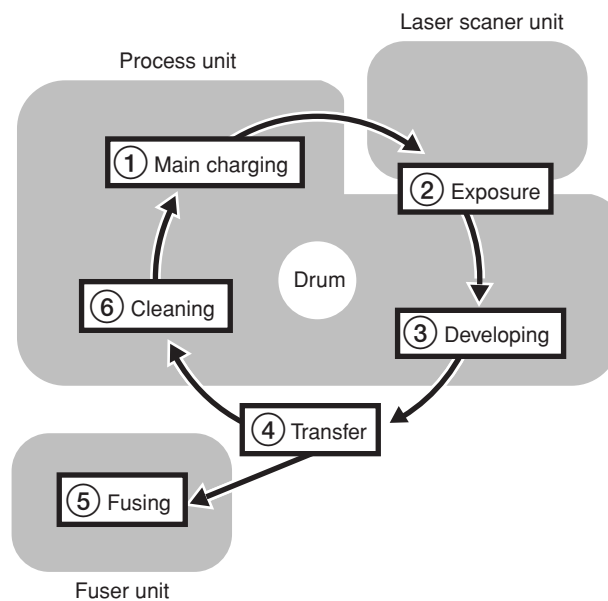 Laser scaner unit
Process unit
① Main charging
② Exposure
Drum
⑥ Cleaning
③ Developing
④ Transfer
⑤ Fusing
Fuser unit